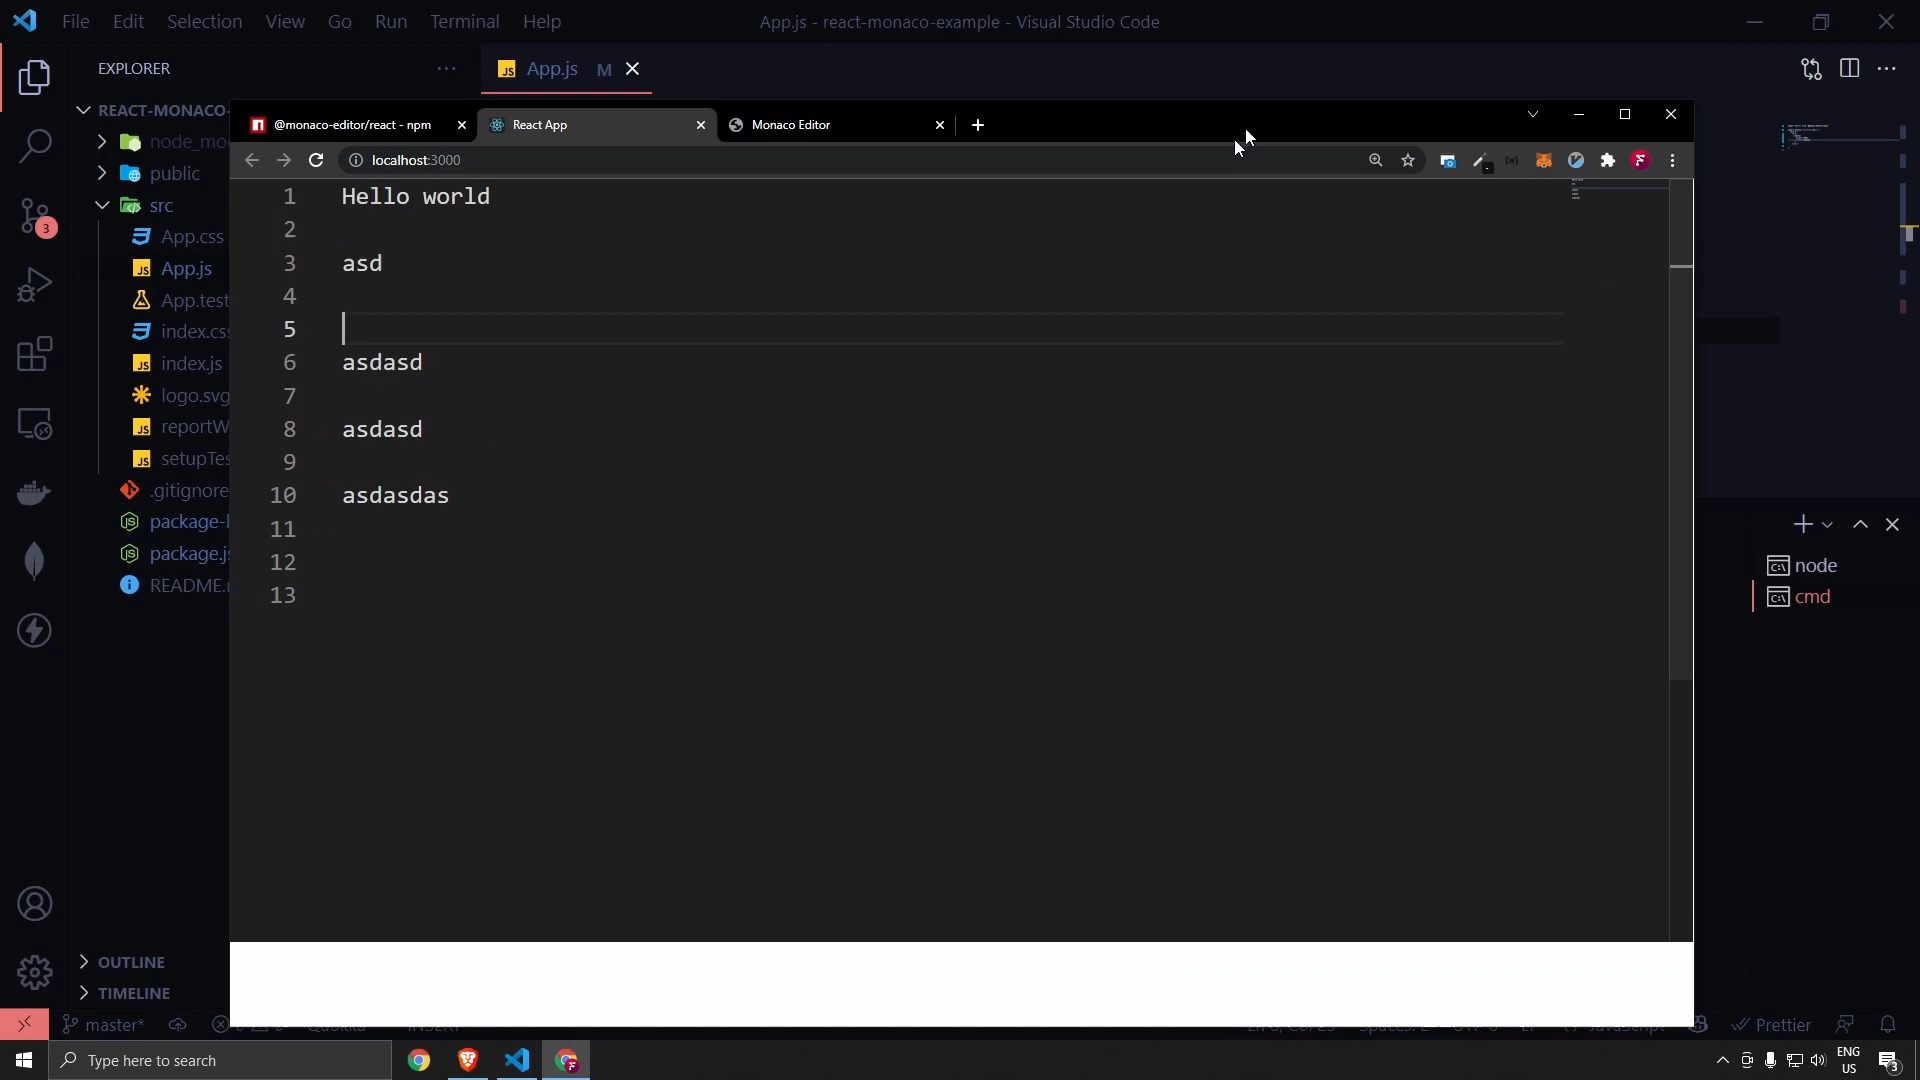 File Edit Selection View Go Run Terminal Help
App.js - react-monaco-example - Visual Studio Code
EXPLORER
App.js M
REACT-MONACO-
node_mo
public
src
App.css
App.js
App.test
index.cs
index.js
logo.svg
reportW
setupTes
.gitignore
package-l
package.js
README.
OUTLINE
TIMELINE
@monaco-editor/react - npm
React App
Monaco Editor
localhost:3000
1 Hello world
2
3 asd
4
5
6 asdasd
7
8 asdasd
9
10 asdasdas
11
12
13
node
cmd
3
master*
Prettier
Type here to search
ENG
US
3